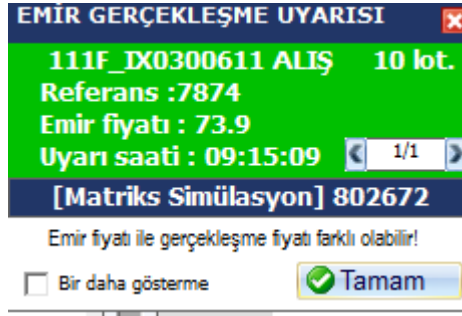 EMİR GERÇEKLEŞME UYARISI
111F_IX0300611 ALIŞ 10 lot.
Referans :7874
Emir fiyatı : 73.9
Uyarı saati : 09:15:09 1/1
[Matriks Simülasyon] 802672
Emir fiyatı ile gerçekleşme fiyatı farklı olabilir!
Bir daha gösterme Tamam